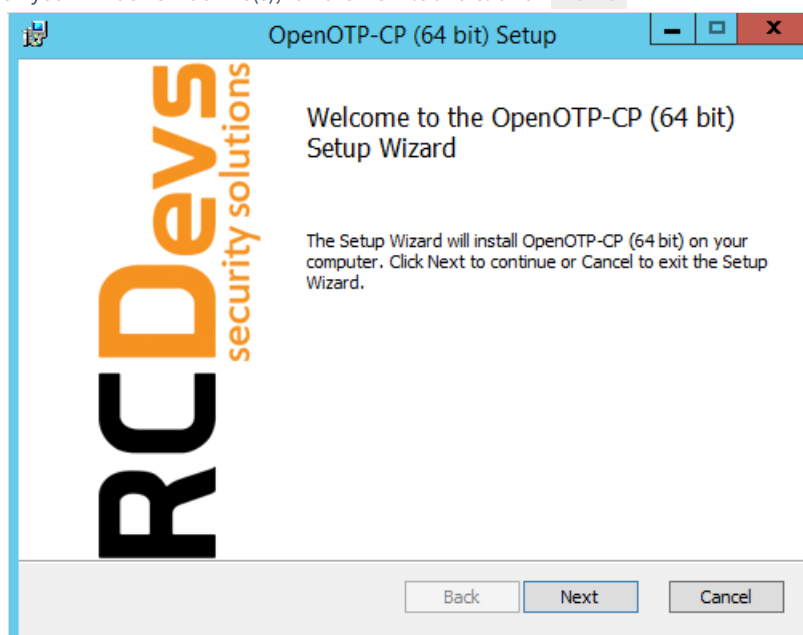 OpenOTP-CP (64 bit) Setup
RCDevs
security solutions
Welcome to the OpenOTP-CP (64 bit)
Setup Wizard
The Setup Wizard will install OpenOTP-CP (64 bit) on your
computer. Click Next to continue or Cancel to exit the Setup
Wizard.
Back
Next
Cancel